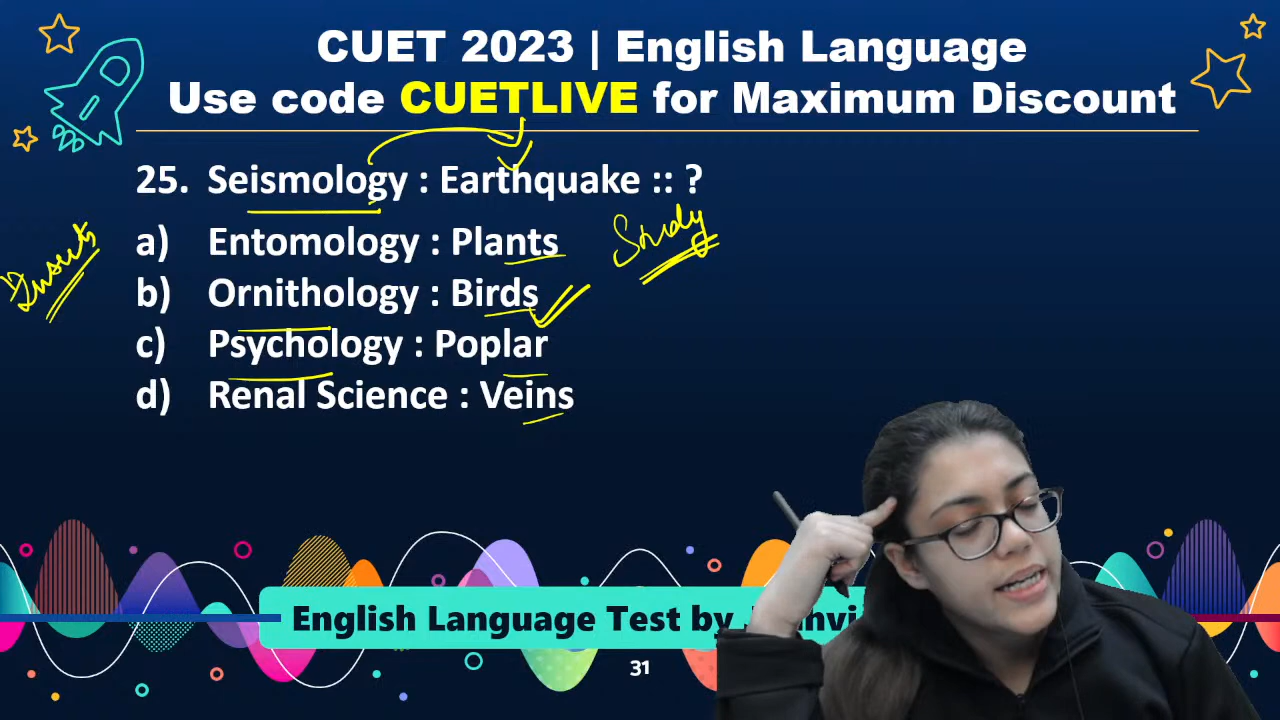 CUET 2023 | English Language
Use code CUETLIVE for Maximum Discount
25. Seismology : Earthquake :: ?
a) Entomology : Plants
Insects
Study
b) Ornithology : Birds
c) Psychology : Poplar
d) Renal Science : Veins
English Language Test by
31